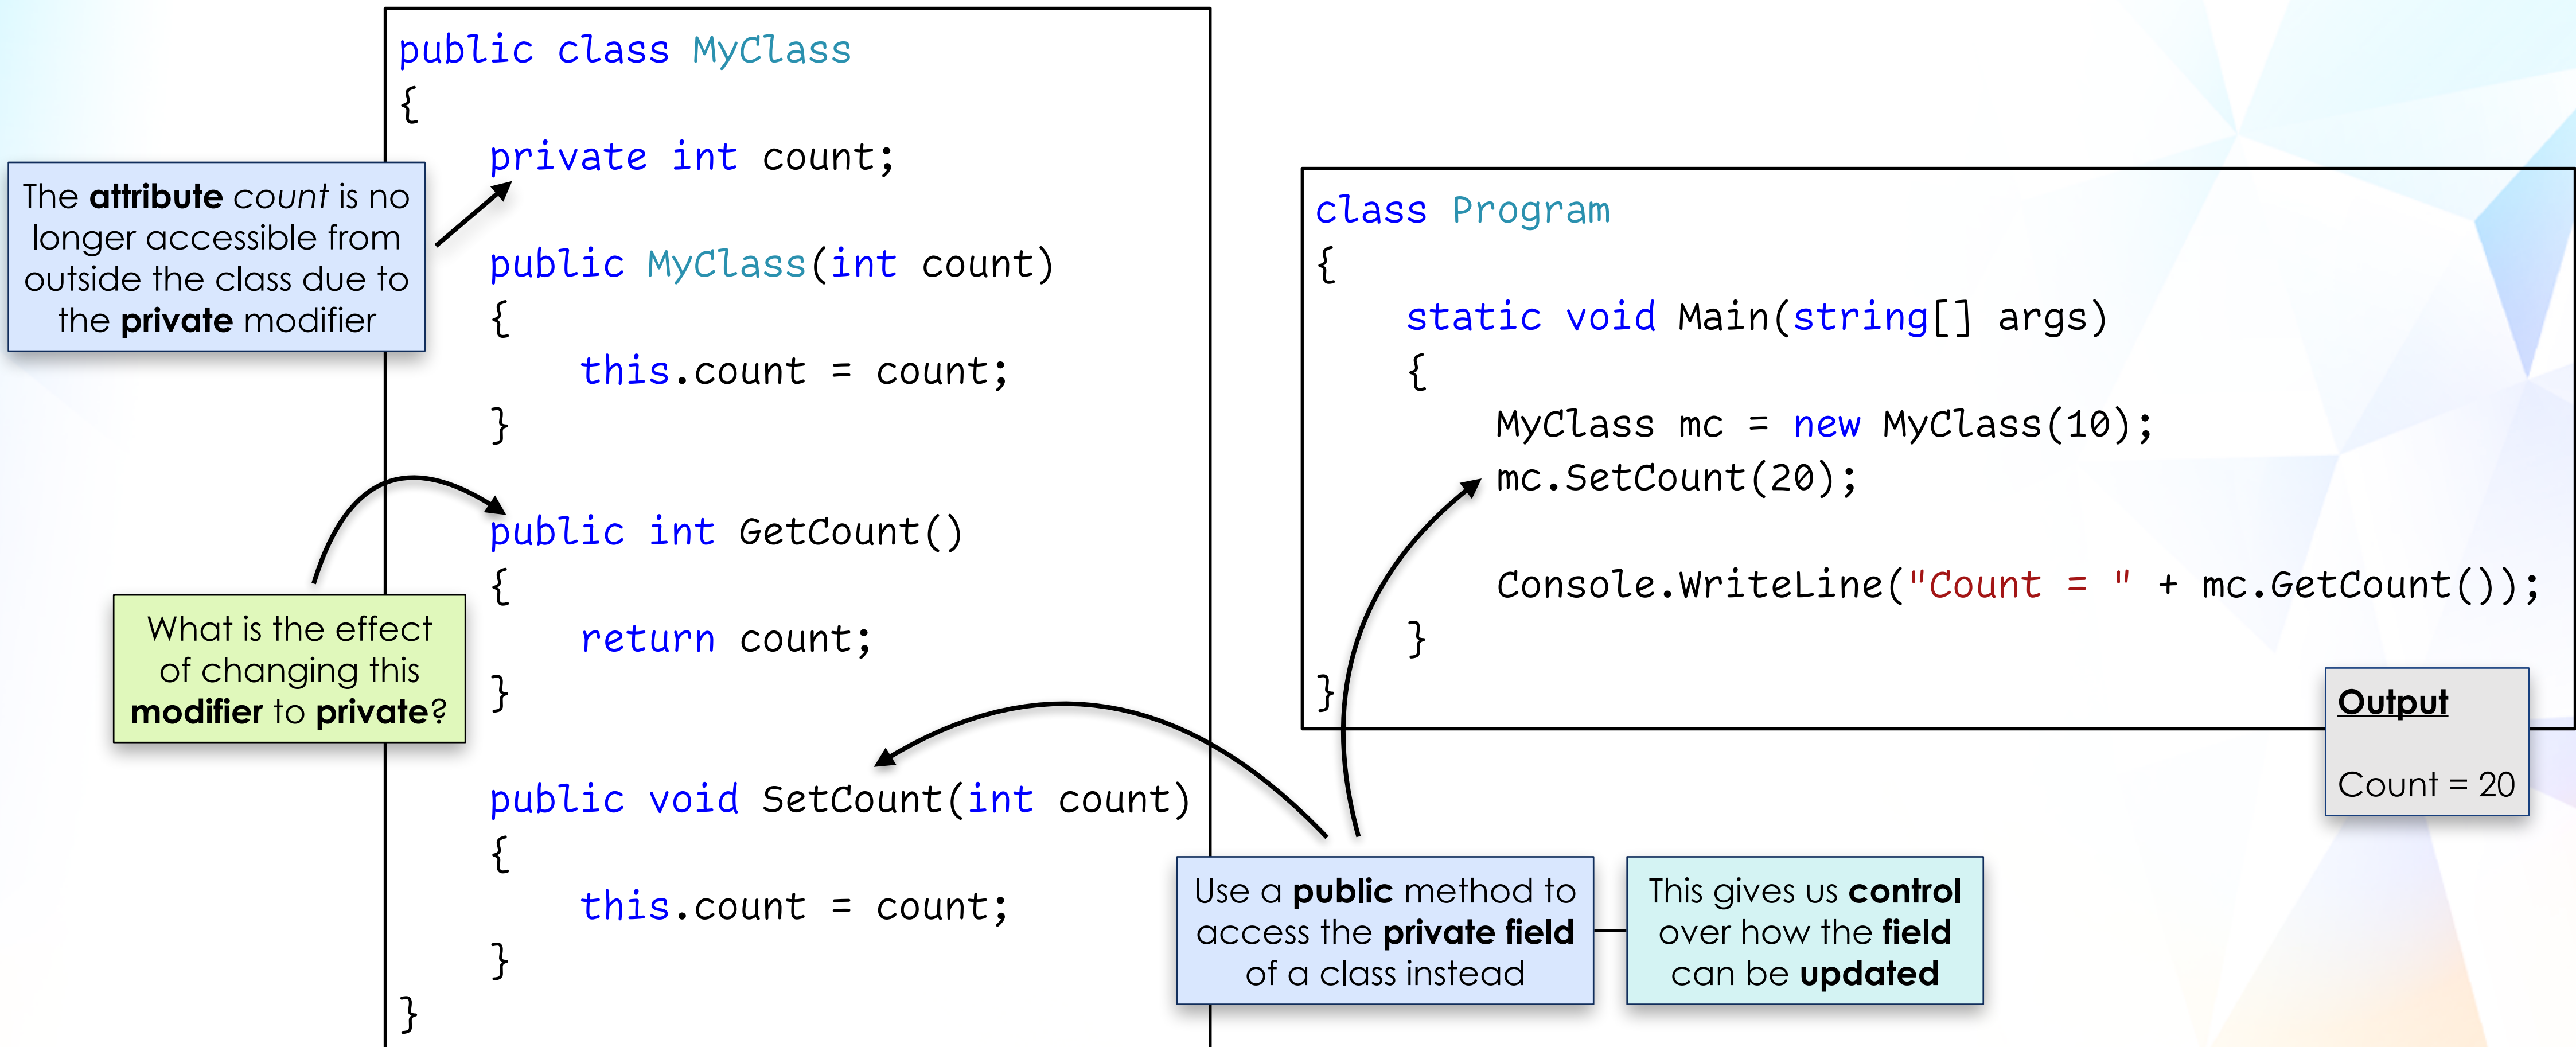 public class MyClass
{
    private int count;

    public MyClass(int count)
    {
        this.count = count;
    }

    public int GetCount()
    {
        return count;
    }

    public void SetCount(int count)
    {
        this.count = count;
    }
}
The attribute count is no
longer accessible from
outside the class due to
the private modifier
What is the effect
of changing this
modifier to private?
class Program
{
    static void Main(string[] args)
    {
        MyClass mc = new MyClass(10);
        mc.SetCount(20);

        Console.WriteLine("Count = " + mc.GetCount());
    }
}
Output
Count = 20
Use a public method to
access the private field
of a class instead
This gives us control
over how the field
can be updated